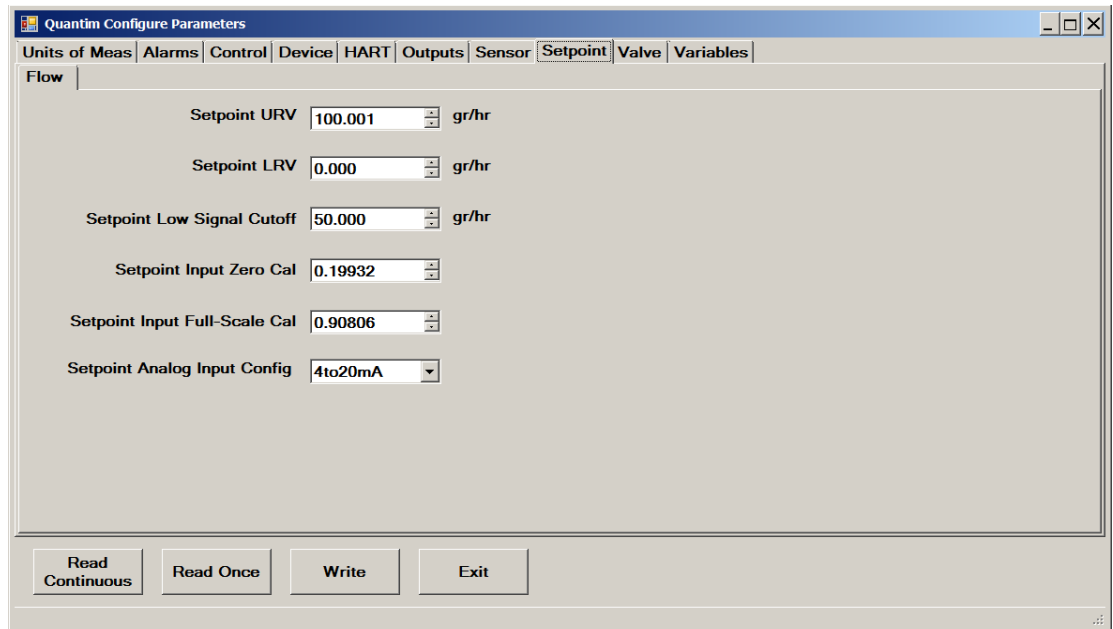 Quantim Configure Parameters
Units of Meas Alarms Control Device HART Outputs Sensor Setpoint Valve Variables
Flow
Setpoint URV 100.001 gr/hr
Setpoint LRV 0.000 gr/hr
Setpoint Low Signal Cutoff 50.000 gr/hr
Setpoint Input Zero Cal 0.19932
Setpoint Input Full-Scale Cal 0.90806
Setpoint Analog Input Config 4to20mA
Read Continuous Read Once Write Exit